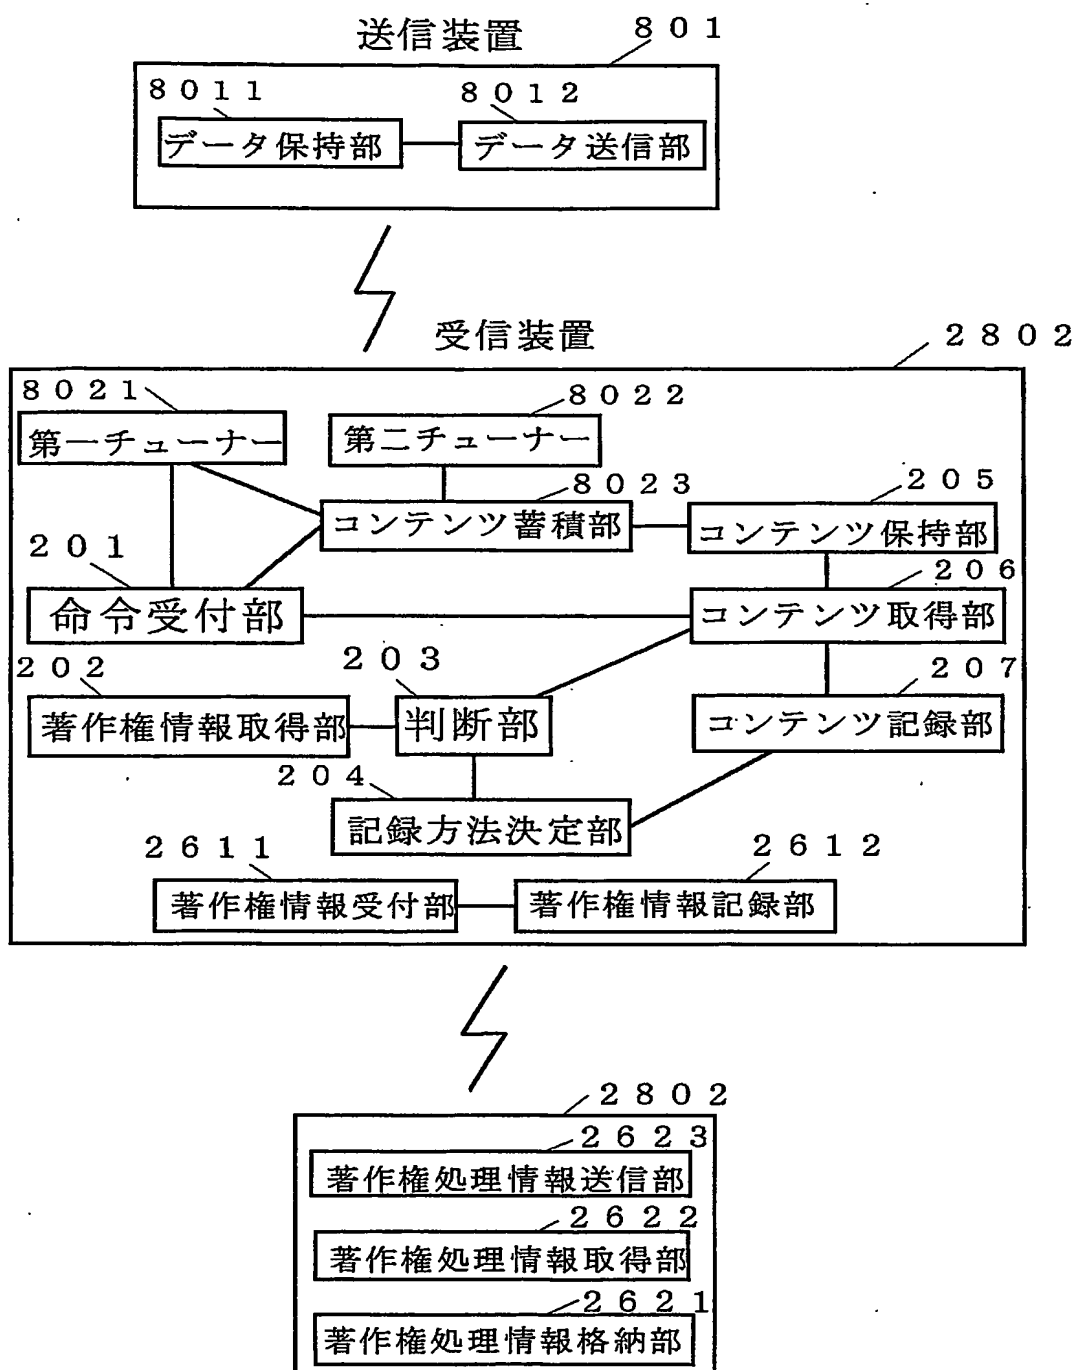 送信装置 801
8011 8012
データ保持部 データ送信部
受信装置 2802
8021 8022
第一チューナー 第二チューナー
8023 205
コンテンツ蓄積部 コンテンツ保持部
201 206
命令受付部 コンテンツ取得部
202 203 207
著作権情報取得部 判断部 コンテンツ記録部
204
記録方法決定部
2611 2612
著作権情報受付部 著作権情報記録部
2802
2623
著作権処理情報送信部
2622
著作権処理情報取得部
2621
著作権処理情報格納部